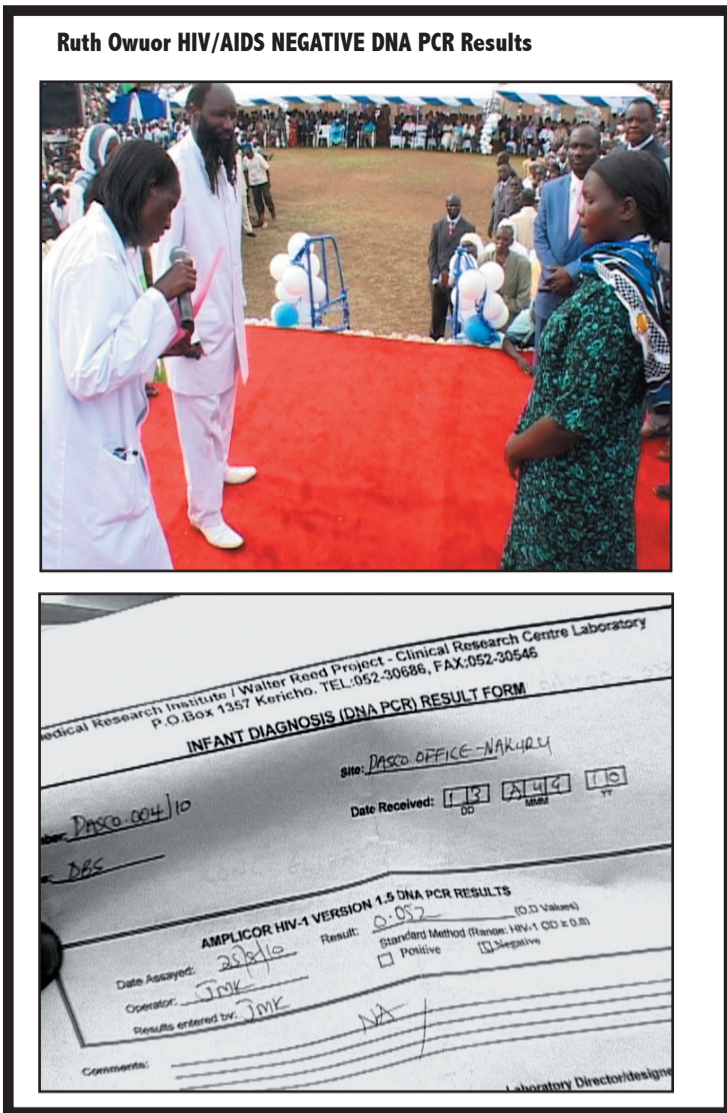 Ruth Owuor HIV/AIDS NEGATIVE DNA PCR Results
edical Research Institute / Walter Reed Project - Clinical Research Centre Laboratory
P.O.Box 1357 Kericho. TEL:052-30686, FAX:052-30546
INFANT DIAGNOSIS (DNA PCR) RESULT FORM
Site: DASCO OFFICE-NAKURU
ber: DASCO-004/10
Date Received: 13 AUG 10
DD MMM YY
e: DBS
AMPLICOR HIV-1 VERSION 1.5 DNA PCR RESULTS
Date Assayed: 25/8/10 Result: 0.052 (O.D Values)
Standard Method (Range: HIV-1 OD ≥ 0.8)
Operator: JMK Positive Negative
Results entered by: JMK
Comments: NA
Laboratory Director/designe